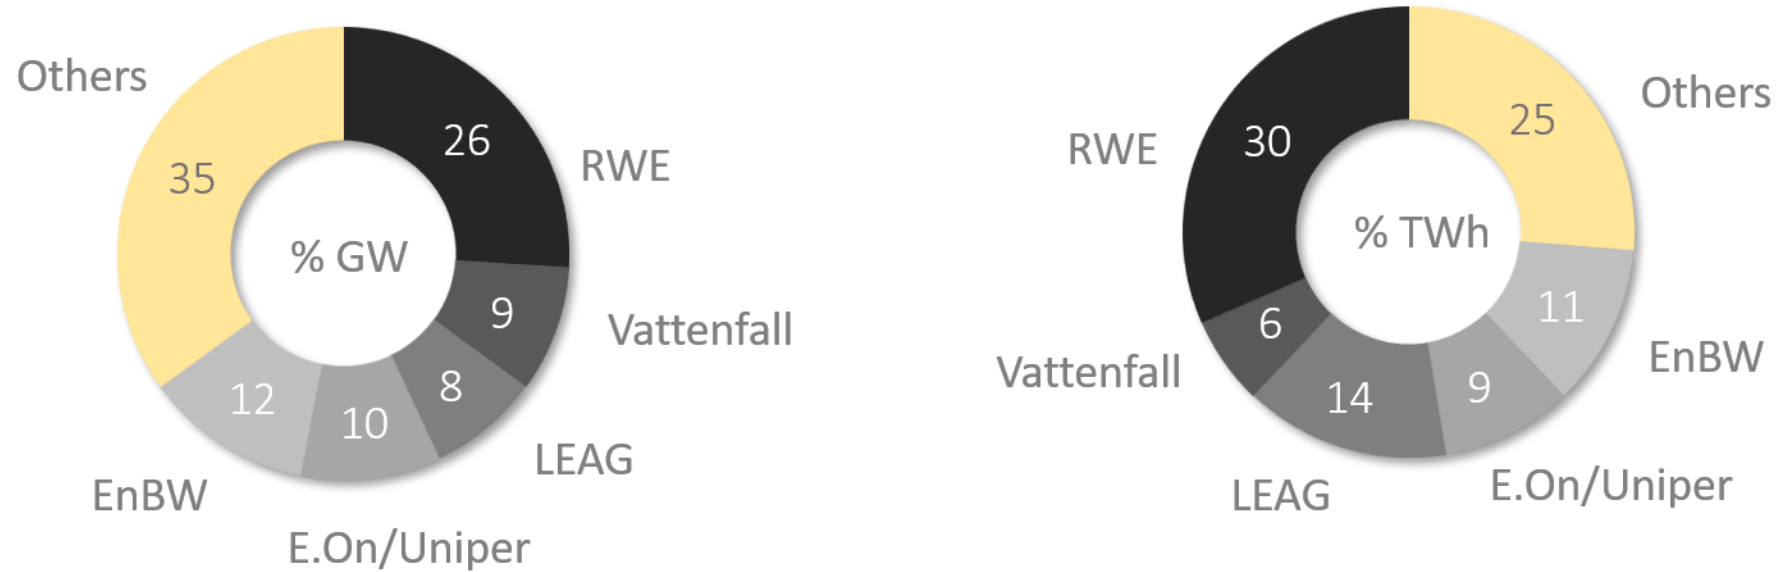 Others
35
26
RWE
% GW
9
Vattenfall
8
12
10
LEAG
EnBW
E.On/Uniper
RWE
30
25
Others
% TWh
6
11
Vattenfall
14
9
EnBW
LEAG
E.On/Uniper